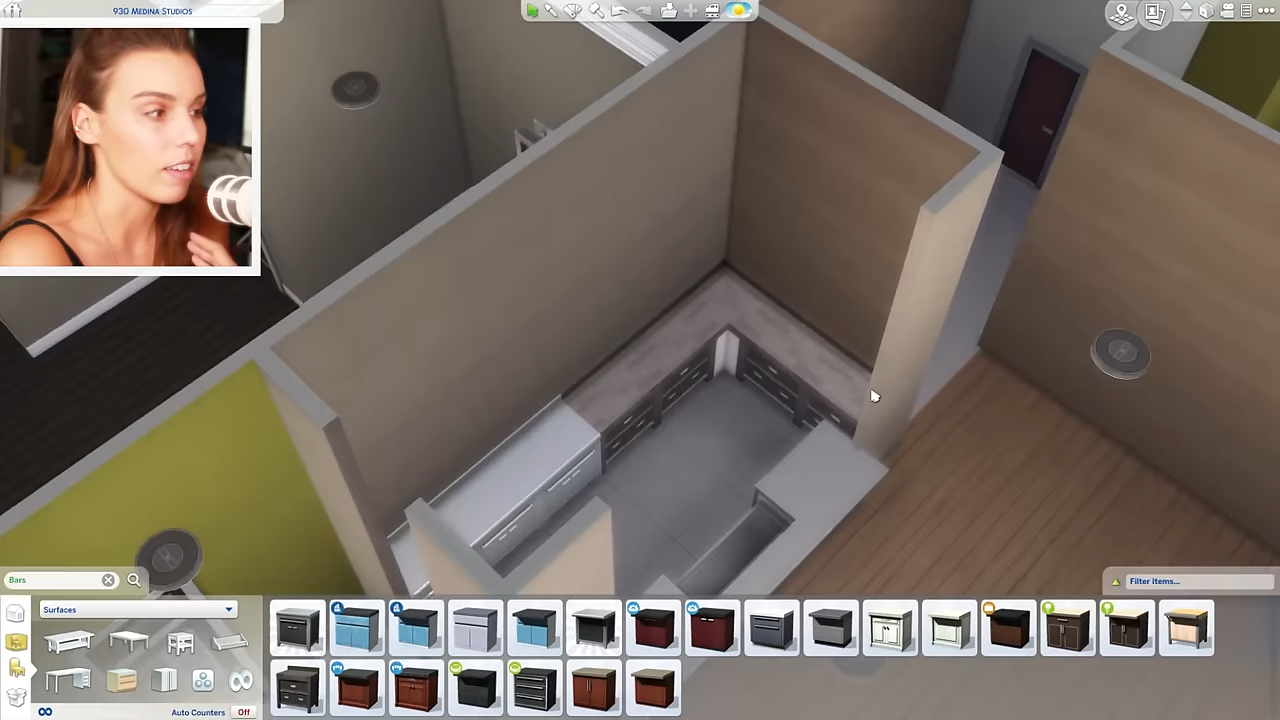 930 Medina Studios
Bars
Filter Items...
Surfaces
Auto Counters
Off